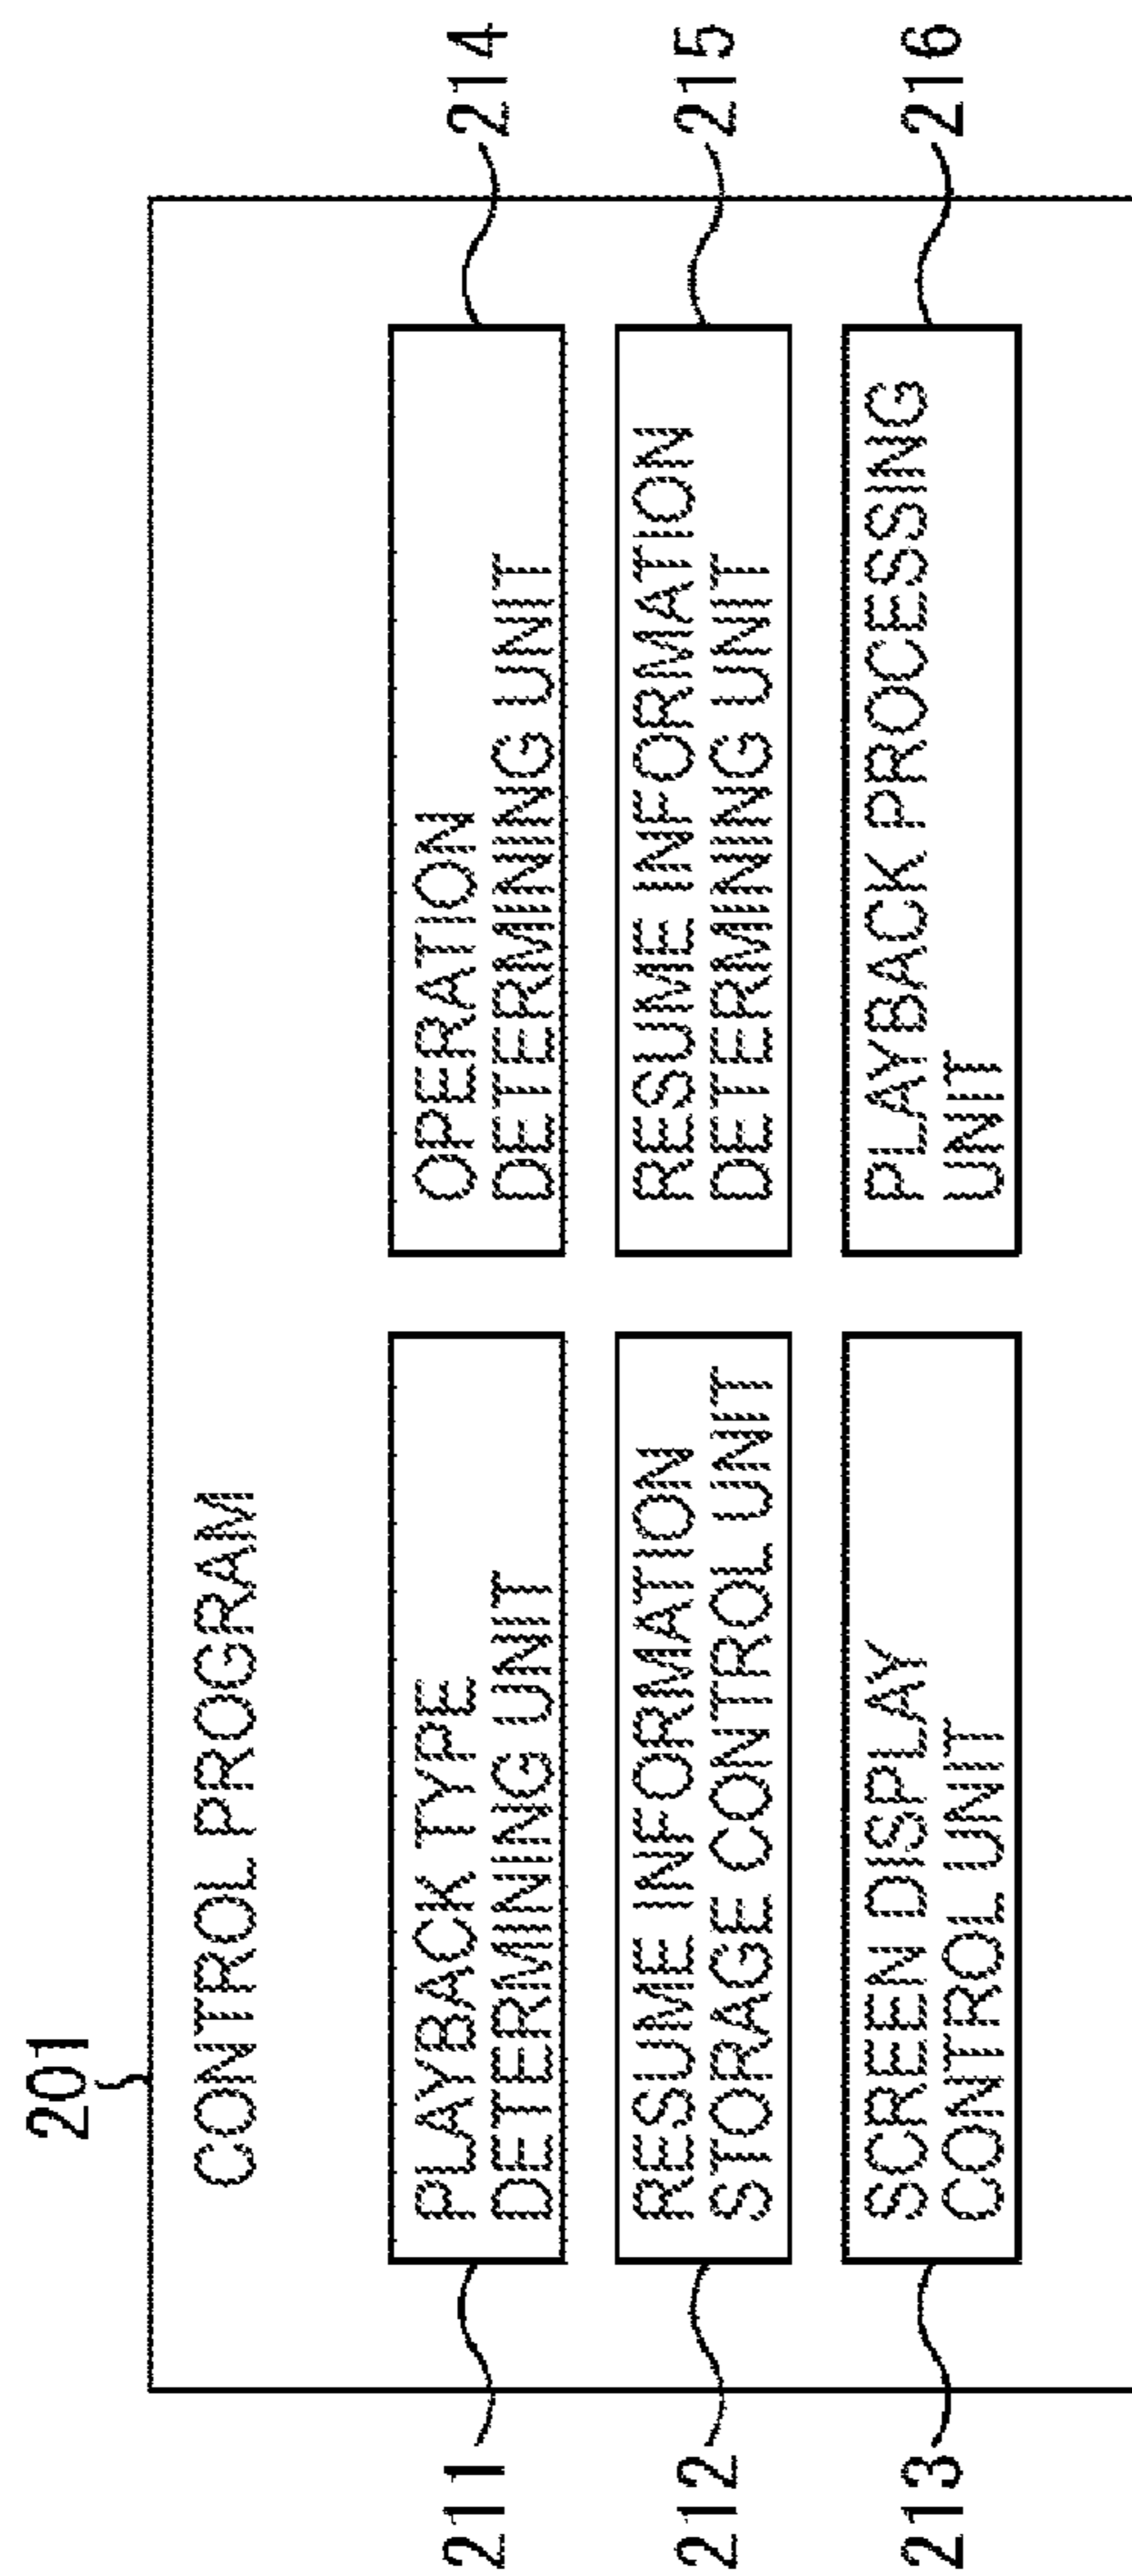 201
CONTROL PROGRAM
211
PLAYBACK TYPE
DETERMINING UNIT
212
RESUME INFORMATION
STORAGE CONTROL UNIT
213
SCREEN DISPLAY
CONTROL UNIT
OPERATION
DETERMINING UNIT
214
RESUME INFORMATION
DETERMINING UNIT
215
PLAYBACK PROCESSING
UNIT
216